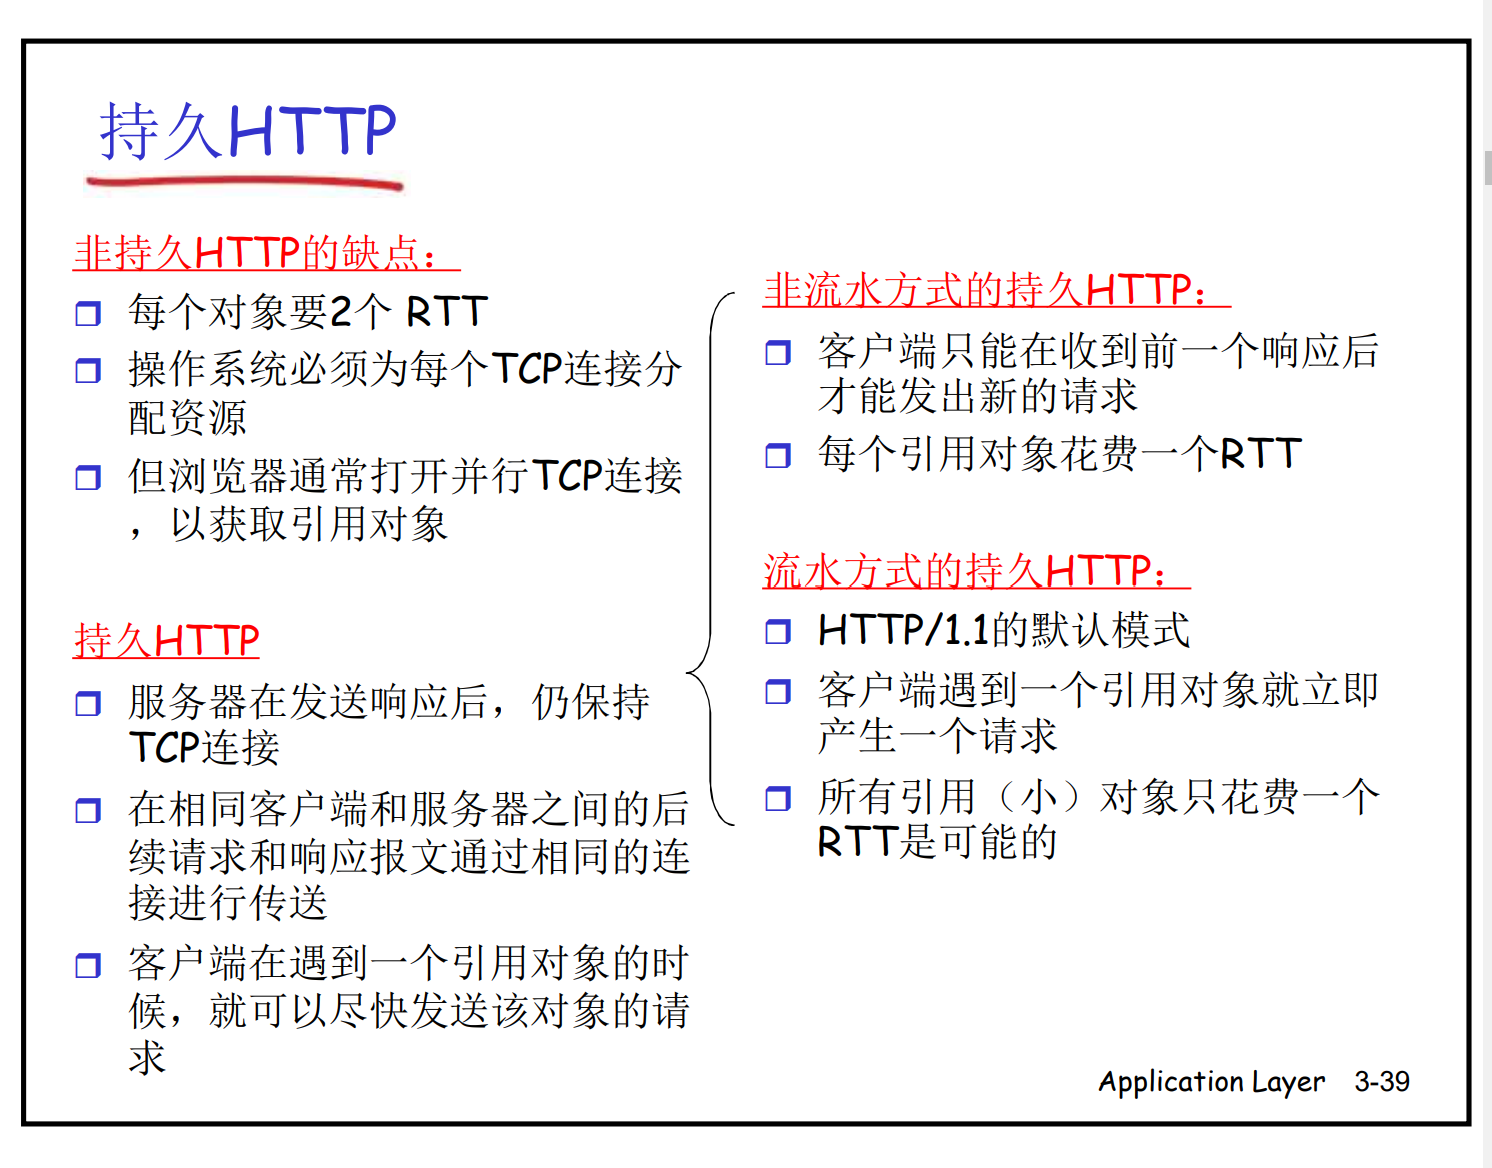 持久HTTP
非持久HTTP的缺点：
每个对象要2个 RTT
操作系统必须为每个TCP连接分
配资源
但浏览器通常打开并行TCP连接
，以获取引用对象
持久HTTP
服务器在发送响应后，仍保持
TCP连接
在相同客户端和服务器之间的后
续请求和响应报文通过相同的连
接进行传送
客户端在遇到一个引用对象的时
候，就可以尽快发送该对象的请
求
非流水方式的持久HTTP：
客户端只能在收到前一个响应后
才能发出新的请求
每个引用对象花费一个RTT
流水方式的持久HTTP：
HTTP/1.1的默认模式
客户端遇到一个引用对象就立即
产生一个请求
所有引用（小）对象只花费一个
RTT是可能的
Application Layer 3-39